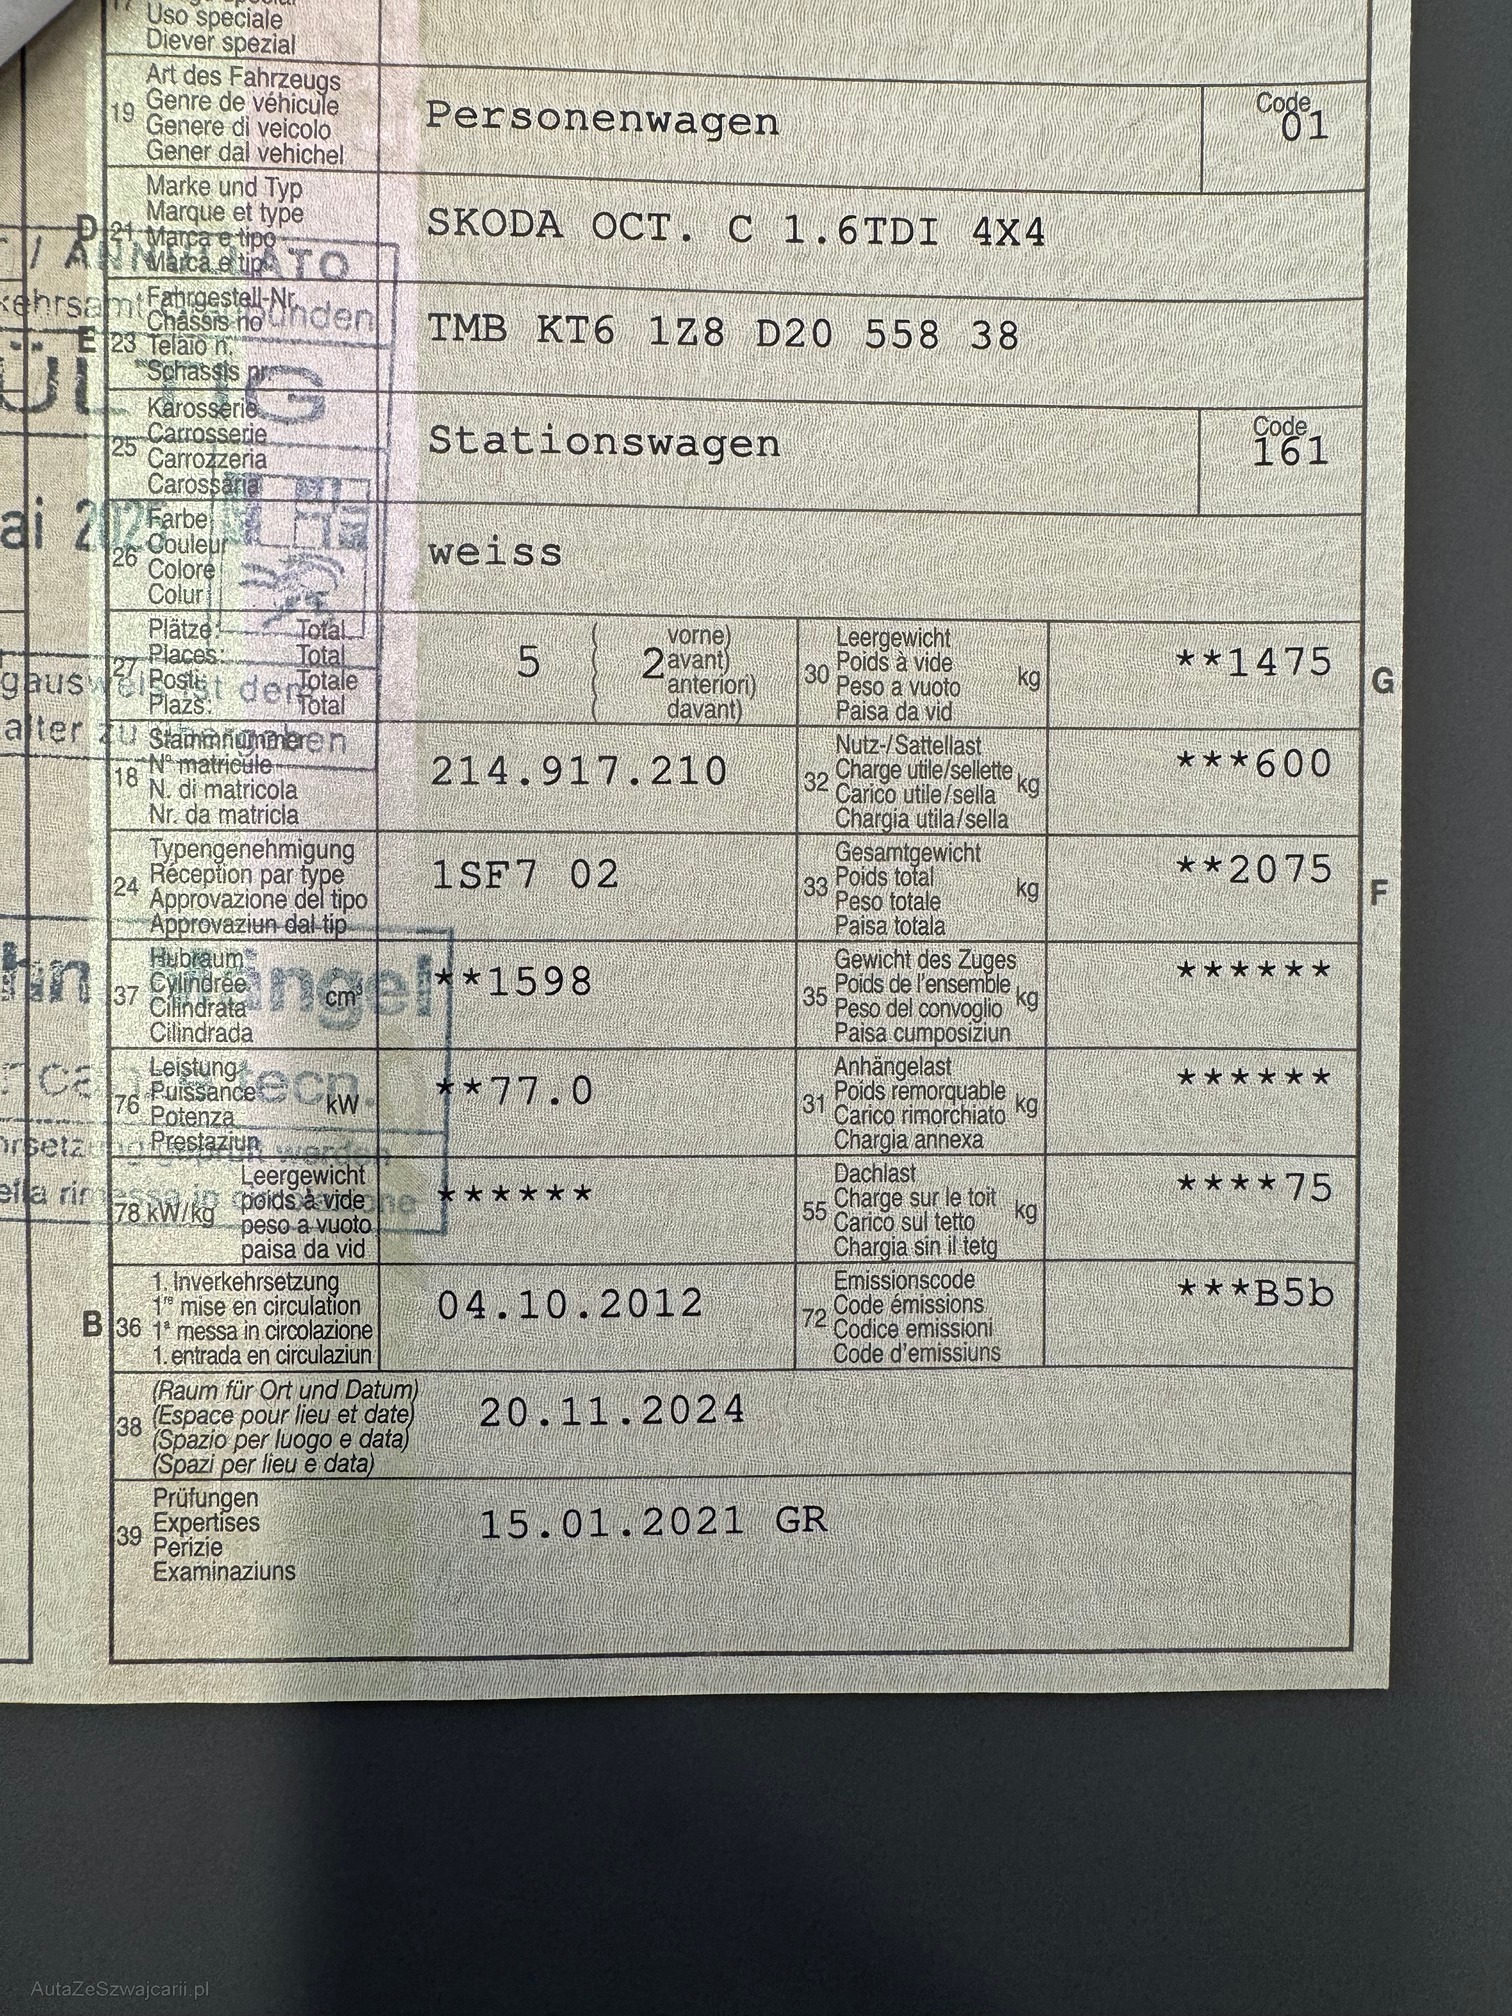 17
Uso speciale
Diever spezial
19
Art des Fahrzeugs
Genre de véhicule
Genere di veicolo
Gener dal vehichel
Personenwagen
Code
01
D 21
Marke und Typ
Marque et type
Marca e tipo
Marca e tip
SKODA OCT. C 1.6TDI 4X4
/ ANNULLATO
E 23
Fahrgestell-Nr.
Châssis no
Telaio n.
Schassis nr.
TMB KT6 1Z8 D20 558 38
25
Karosserie
Carrosserie
Carrozzeria
Carossaria
Stationswagen
Code
161
26
Farbe
Couleur
Colore
Colur
weiss
27
Plätze: Total
Places: Total
Posti: Totale
Plazs: Total
5
2
vorne)
avant)
anteriori)
davant)
30
Leergewicht
Poids à vide
Peso a vuoto
Paisa da vid
kg
**1475
G
18
Stammnummer
N° matricule
N. di matricola
Nr. da matricla
214.917.210
32
Nutz-/Sattellast
Charge utile/sellette
Carico utile/sella
Chargia utila/sella
kg
***600
24
Typengenehmigung
Réception par type
Approvazione del tipo
Approvaziun dal tip
1SF7 02
33
Gesamtgewicht
Poids total
Peso totale
Paisa totala
kg
**2075
F
37
Hubraum
Cylindrée
Cilindrata
Cilindrada
cm³
**1598
35
Gewicht des Zuges
Poids de l'ensemble
Peso del convoglio
Paisa cumposiziun
kg
******
76
Leistung
Puissance
Potenza
Prestaziun
kW
**77.0
31
Anhängelast
Poids remorquable
Carico rimorchiato
Chargia annexa
kg
******
78 kW/kg
Leergewicht
poids à vide
peso a vuoto
paisa da vid
******
55
Dachlast
Charge sur le toit
Carico sul tetto
Chargia sin il tetg
kg
****75
B 36
1. Inverkehrsetzung
1re mise en circulation
1a messa in circolazione
1. entrada en circulaziun
04.10.2012
72
Emissionscode
Code émissions
Codice emissioni
Code d'emissiuns
***B5b
38
(Raum für Ort und Datum)
(Espace pour lieu et date)
(Spazio per luogo e data)
(Spazi per lieu e data)
20.11.2024
39
Prüfungen
Expertises
Perizie
Examinaziuns
15.01.2021 GR
AutaZeSzwajcarii.pl